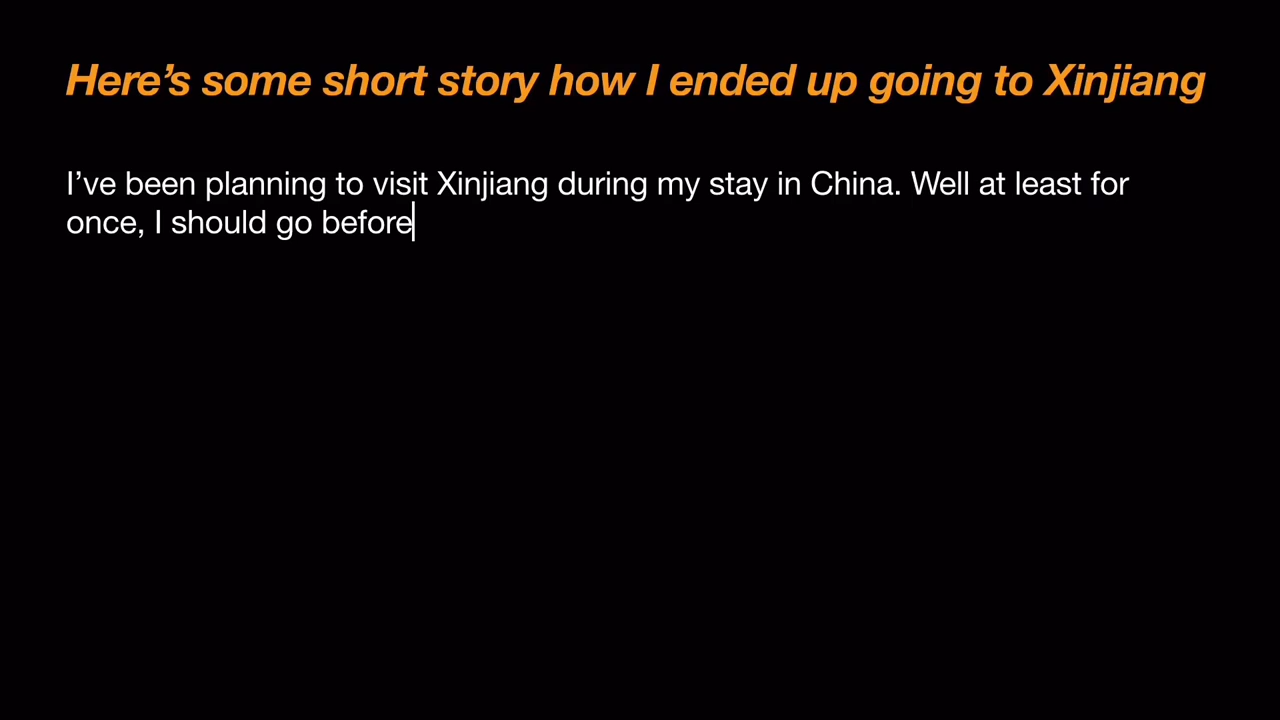 Here’s some short story how I ended up going to Xinjiang
I’ve been planning to visit Xinjiang during my stay in China. Well at least for
once, I should go before